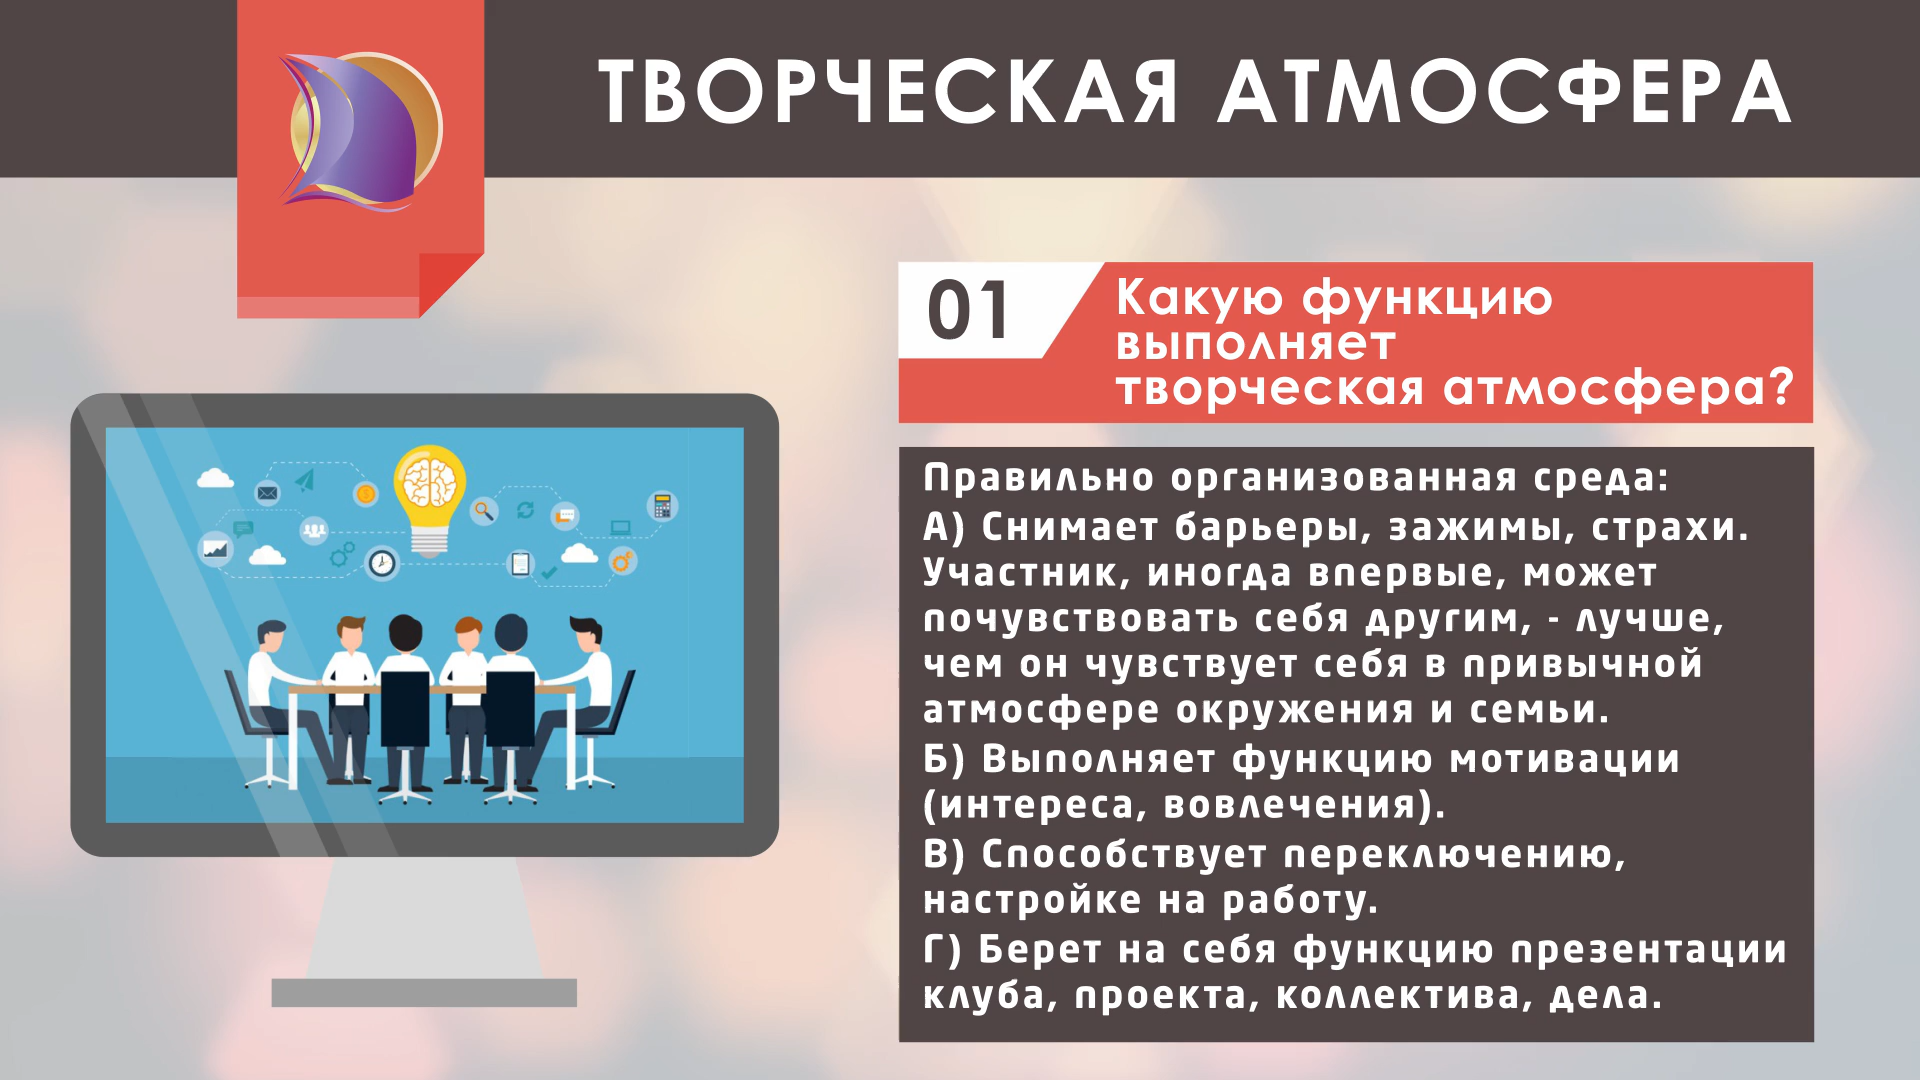 ТВОРЧЕСКАЯ АТМОСФЕРА
01
Какую функцию
выполняет
творческая атмосфера?
Правильно организованная среда:
А) Снимает барьеры, зажимы, страхи.
Участник, иногда впервые, может
почувствовать себя другим, - лучше,
чем он чувствует себя в привычной
атмосфере окружения и семьи.
Б) Выполняет функцию мотивации
(интереса, вовлечения).
В) Способствует переключению,
настройке на работу.
Г) Берет на себя функцию презентации
клуба, проекта, коллектива, дела.